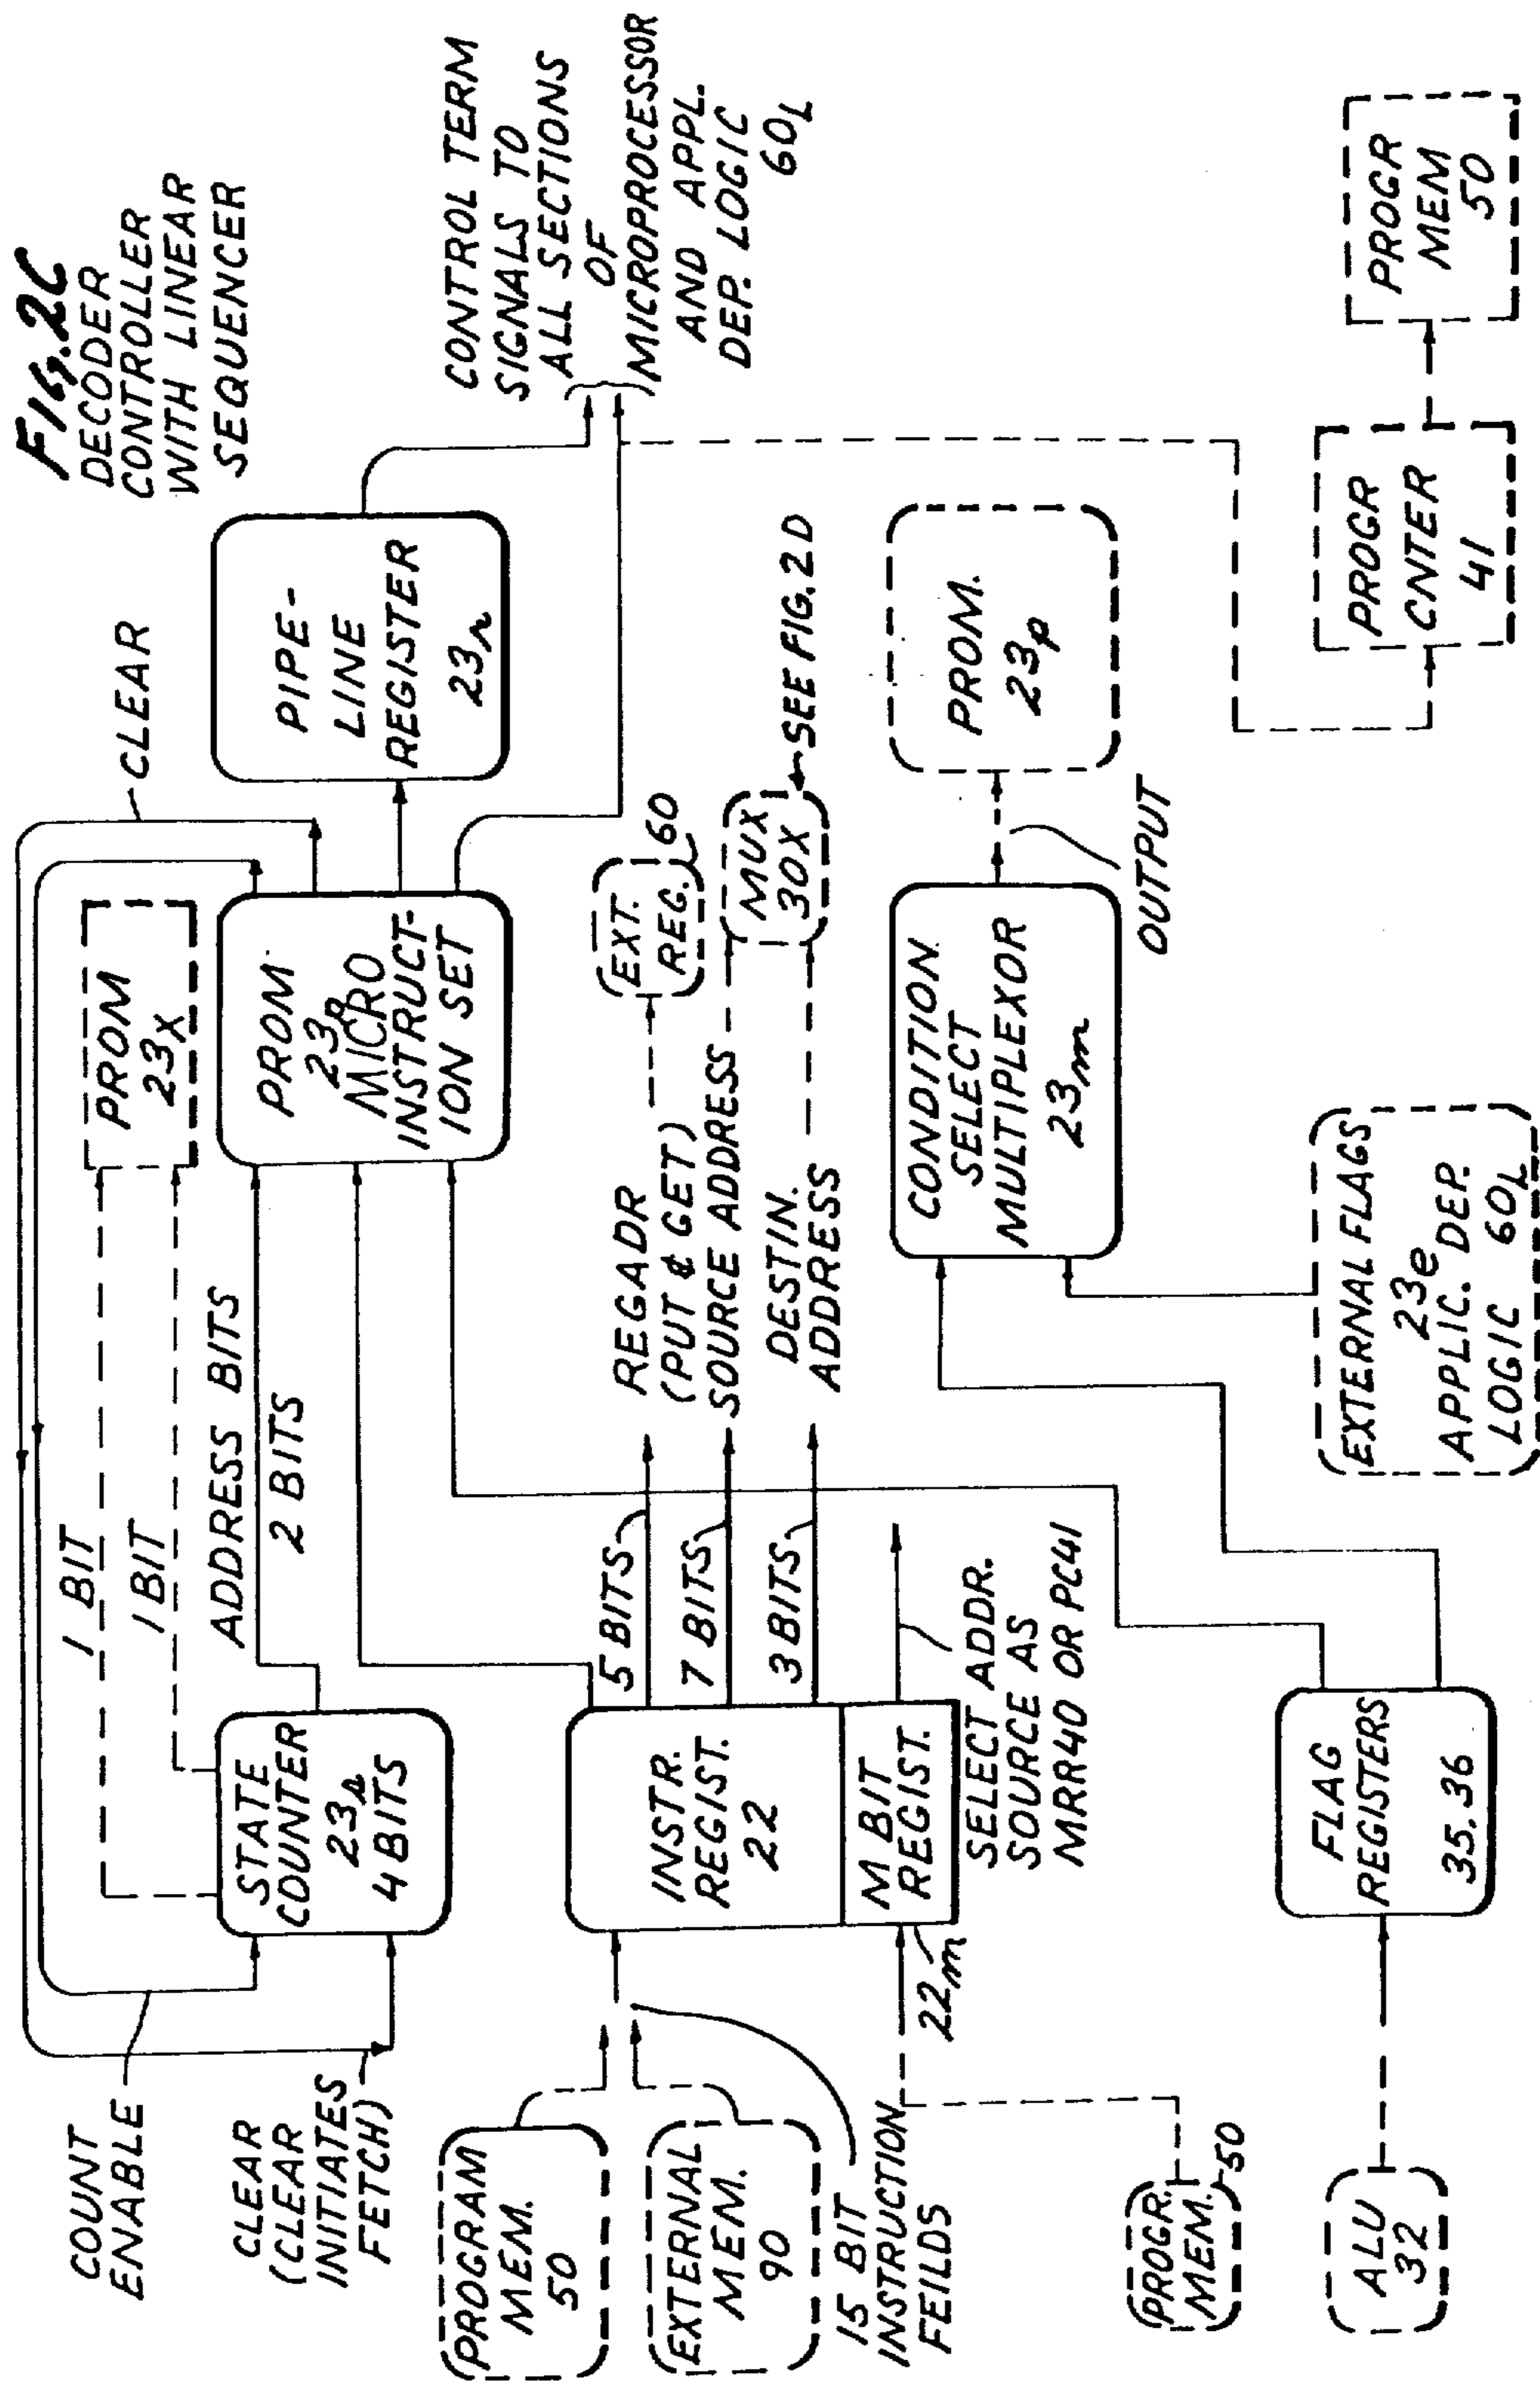 FIG.2C
DECODER
CONTROLLER
WITH LINEAR
SEQUENCER
COUNT
ENABLE
CLEAR
(CLEAR
INITIATES
FETCH)
1 BIT
1 BIT
ADDRESS BITS
2 BITS
CLEAR
STATE
COUNTER
23s
4 BITS
PROM
23x
PROM
23p
MICRO
INSTRUCT-
ION SET
PIPE-
LINE
REGISTER
23r
CONTROL TERM
SIGNALS TO
ALL SECTIONS
OF
MICROPROCESSOR
AND APPL.
DEP. LOGIC
60L
PROGRAM
MEM.
50
EXTERNAL
MEM.
90
15 BIT
INSTRUCTION
FEILDS
INSTR.
REGIST.
22
M BIT
REGIST.
22m
5 BITS
7 BITS
3 BITS
REGADR
(PUT & GET)
SOURCE ADDRESS
DESTIN.
ADDRESS
EXT.
REG.
60
MUX
30X
SEE FIG. 2D
SELECT ADDR.
SOURCE AS
MRR40 OR PC41
CONDITION
SELECT
MULTIPLEXOR
23m
OUTPUT
PROM.
23p
PROGR.
MEM.
50
ALU
32
FLAG
REGISTERS
35.36
EXTERNAL FLAGS
23e
APPLIC. DEP.
LOGIC 60L
PROGR
CNTER
41
PROGR
MEM
50